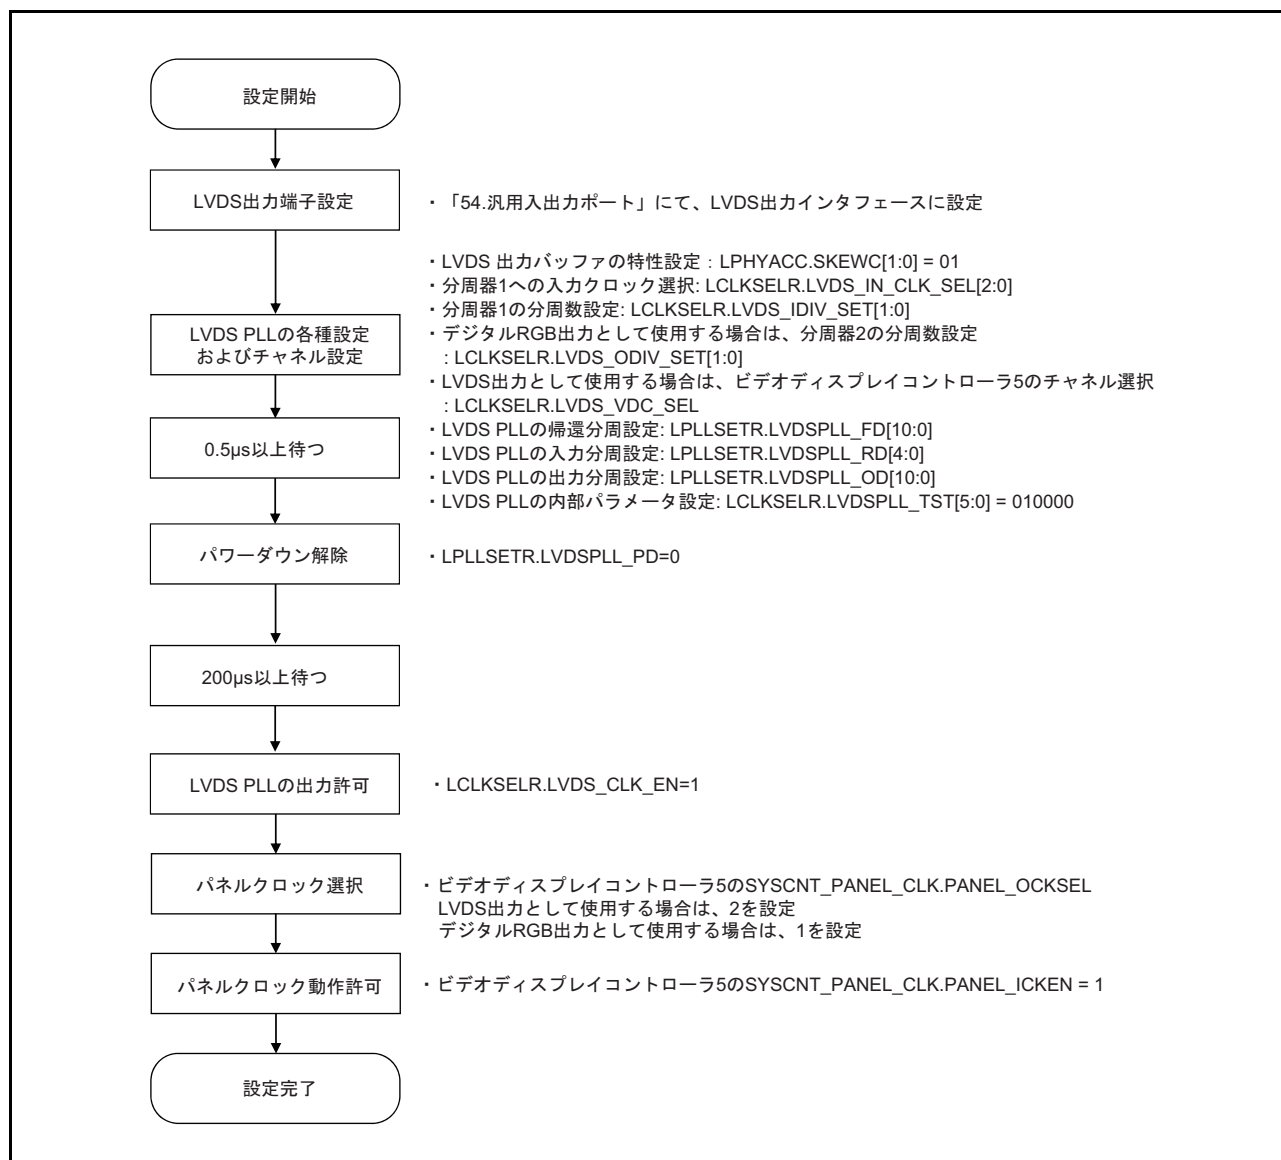 設定開始
LVDS出力端子設定
・「54.汎用入出力ポート」にて、LVDS出力インタフェースに設定
LVDS PLLの各種設定
およびチャネル設定
・LVDS 出力バッファの特性設定：LPHYACC.SKEWC[1:0] = 01
・分周器1への入力クロック選択: LCLKSELR.LVDS_IN_CLK_SEL[2:0]
・分周器1の分周数設定: LCLKSELR.LVDS_IDIV_SET[1:0]
・デジタルRGB出力として使用する場合は、分周器2の分周数設定
: LCLKSELR.LVDS_ODIV_SET[1:0]
・LVDS出力として使用する場合は、ビデオディスプレイコントローラ5のチャネル選択
: LCLKSELR.LVDS_VDC_SEL
・LVDS PLLの帰還分周設定: LPLLSETR.LVDSPLL_FD[10:0]
・LVDS PLLの入力分周設定: LPLLSETR.LVDSPLL_RD[4:0]
・LVDS PLLの出力分周設定: LPLLSETR.LVDSPLL_OD[10:0]
・LVDS PLLの内部パラメータ設定: LCLKSELR.LVDSPLL_TST[5:0] = 010000
0.5µs以上待つ
パワーダウン解除
・LPLLSETR.LVDSPLL_PD=0
200µs以上待つ
LVDS PLLの出力許可
・LCLKSELR.LVDS_CLK_EN=1
パネルクロック選択
・ビデオディスプレイコントローラ5のSYSCNT_PANEL_CLK.PANEL_OCKSEL
LVDS出力として使用する場合は、2を設定
デジタルRGB出力として使用する場合は、1を設定
パネルクロック動作許可
・ビデオディスプレイコントローラ5のSYSCNT_PANEL_CLK.PANEL_ICKEN = 1
設定完了